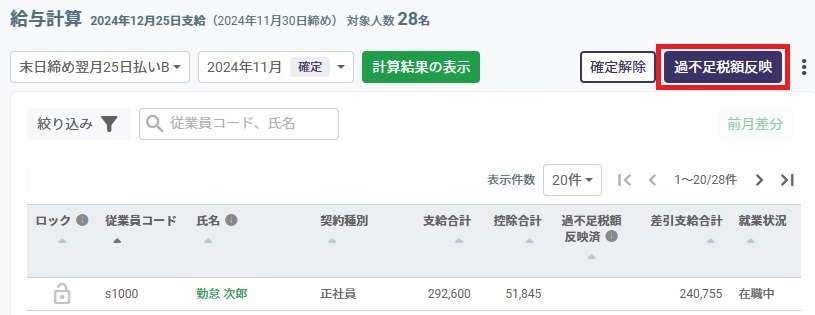 給与計算 2024年12月25日支給（2024年11月30日締め） 対象人数 28名
末日締め翌月25日払いB 2024年11月 確定 計算結果の表示 確定解除 過不足税額反映
絞り込み 従業員コード、氏名 前月差分
表示件数 20件 1〜20/28件
ロック 従業員コード 氏名 契約種別 支給合計 控除合計 過不足税額 差引支給合計 就業状況
反映済
s1000 勤怠 次郎 正社員 292,600 51,845 240,755 在職中